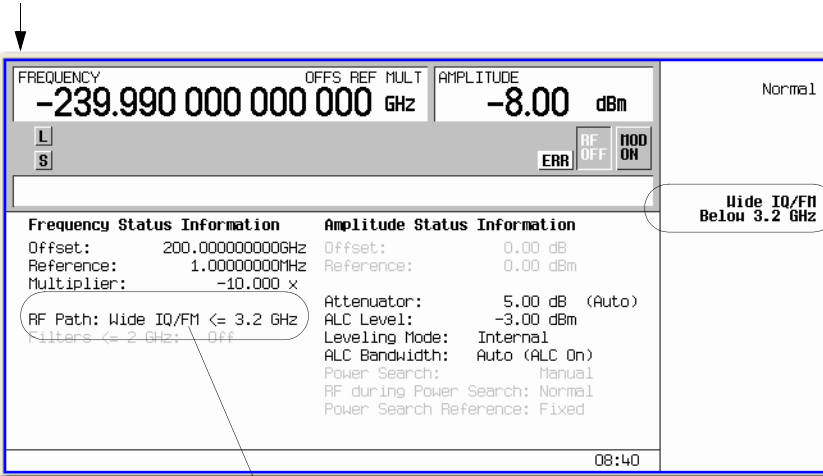 FREQUENCY OFFS REF MULT
-239.990 000 000 000 GHz
AMPLITUDE
-8.00 dBm
L
S
ERR
RF OFF
MOD ON
Normal
Wide IQ/FM
Below 3.2 GHz
Frequency Status Information
Offset: 200.000000000GHz
Reference: 1.00000000MHz
Multiplier: -10.000 x
RF Path: Wide IQ/FM <= 3.2 GHz
Filters <= 2 GHz: Off
Amplitude Status Information
Offset: 0.00 dB
Reference: 0.00 dBm
Attenuator: 5.00 dB (Auto)
ALC Level: -3.00 dBm
Leveling Mode: Internal
ALC Bandwidth: Auto (ALC On)
Power Search: Manual
RF during Power Search: Normal
Power Search Reference: Fixed
08:40